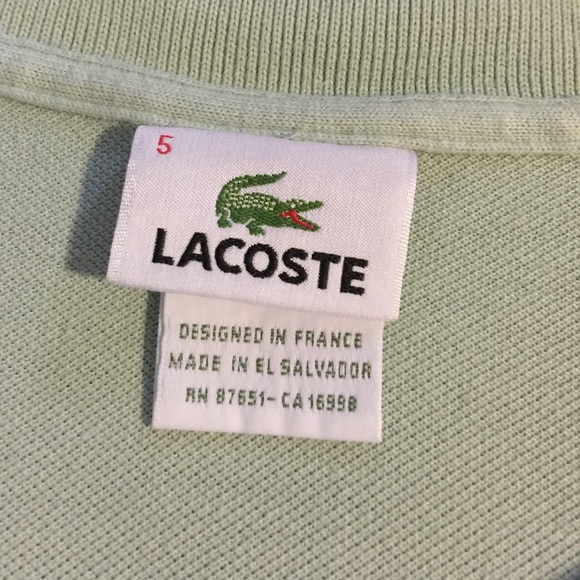 5
LACOSTE
DESIGNED IN FRANCE
MADE IN EL SALVADOR
RN 87651-CA 16998